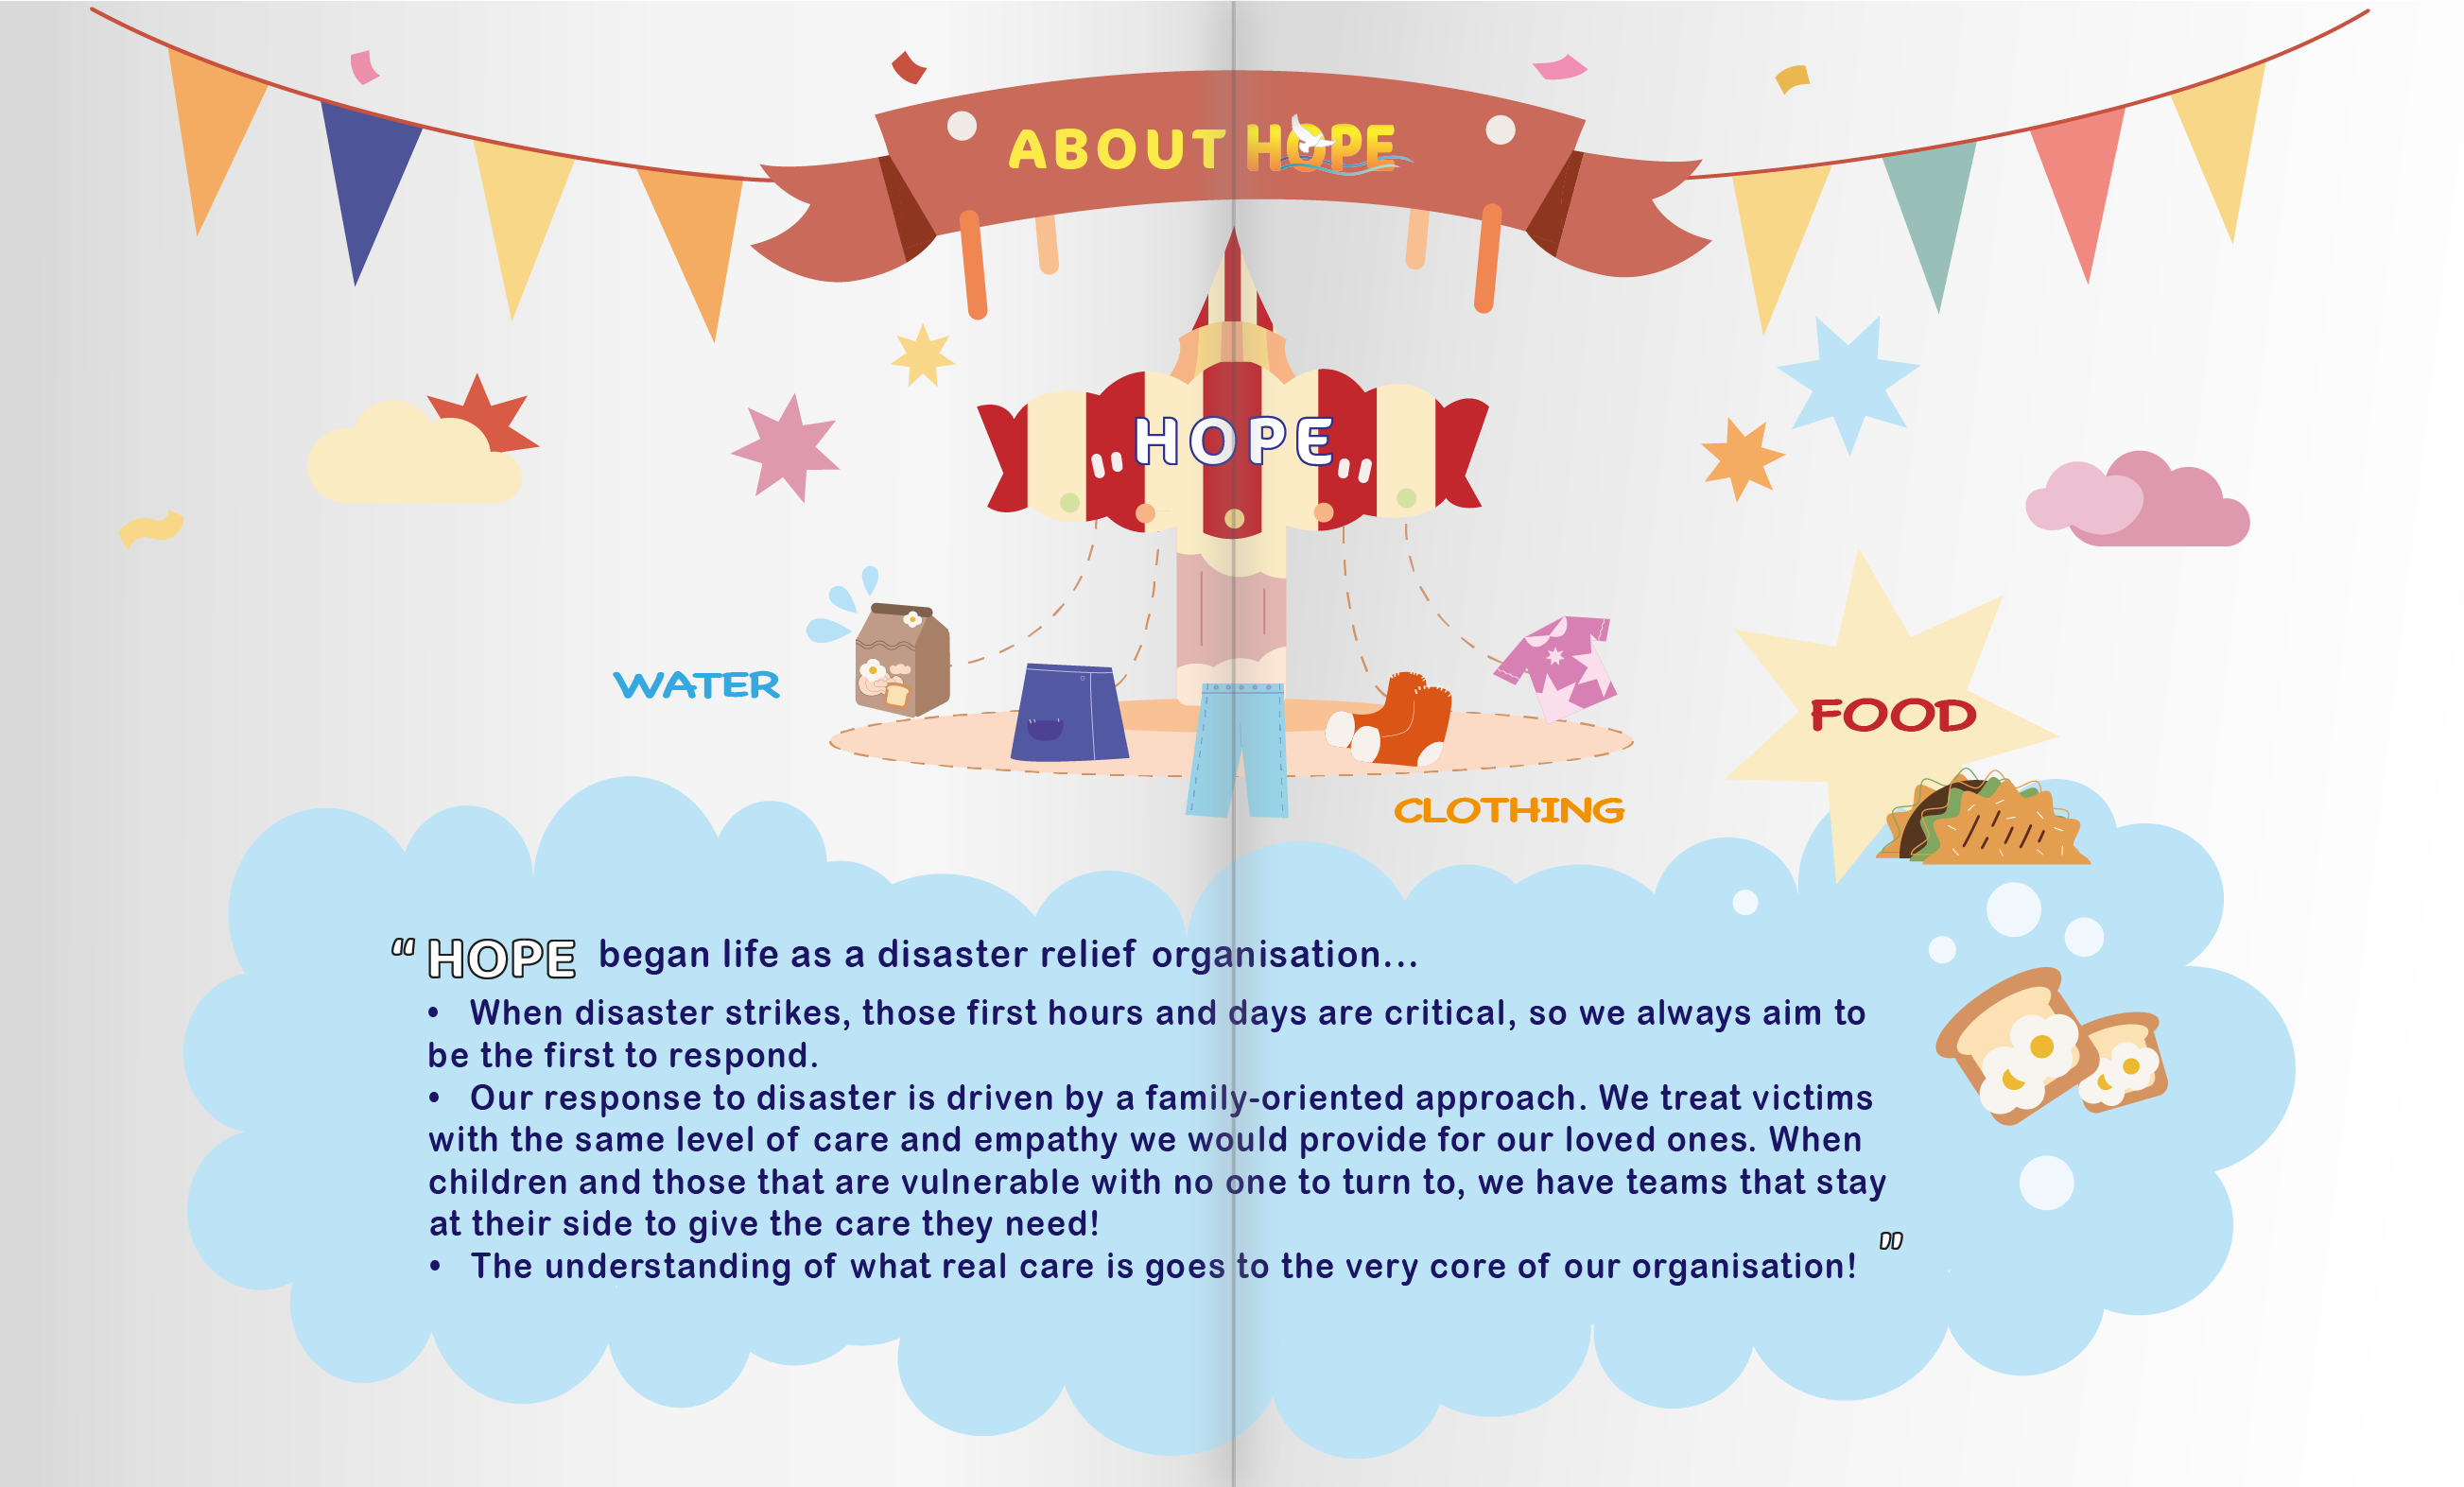 ABOUT HOPE
HOPE
WATER
FOOD
CLOTHING
“ HOPE began life as a disaster relief organisation...
• When disaster strikes, those first hours and days are critical, so we always aim to
be the first to respond.
• Our response to disaster is driven by a family-oriented approach. We treat victims
with the same level of care and empathy we would provide for our loved ones. When
children and those that are vulnerable with no one to turn to, we have teams that stay
at their side to give the care they need!
• The understanding of what real care is goes to the very core of our organisation! ”